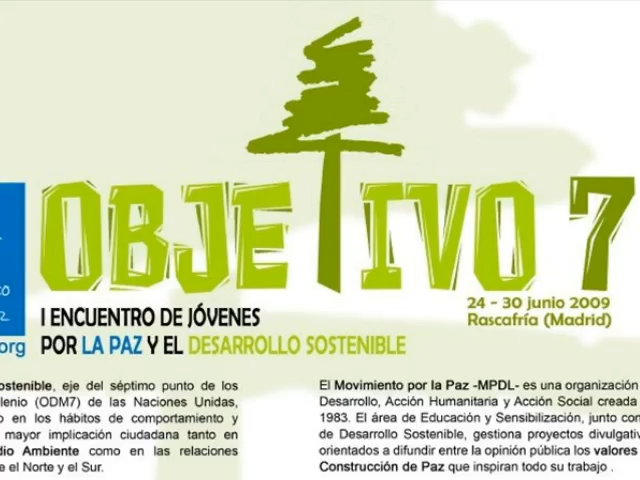 OBJETIVO 7
24 - 30 junio 2009
Rascafría (Madrid)
I ENCUENTRO DE JÓVENES
POR LA PAZ Y EL DESARROLLO SOSTENIBLE
org
ostenible, eje del séptimo punto de los
lenio (ODM7) de las Naciones Unidas,
o en los hábitos de comportamiento y
mayor implicación ciudadana tanto en
dio Ambiente como en las relaciones
e el Norte y el Sur.
El Movimiento por la Paz -MPDL- es una organización
Desarrollo, Acción Humanitaria y Acción Social creada
1983. El área de Educación y Sensibilización, junto con
de Desarrollo Sostenible, gestiona proyectos divulgativ
orientados a difundir entre la opinión pública los valores
Construcción de Paz que inspiran todo su trabajo .